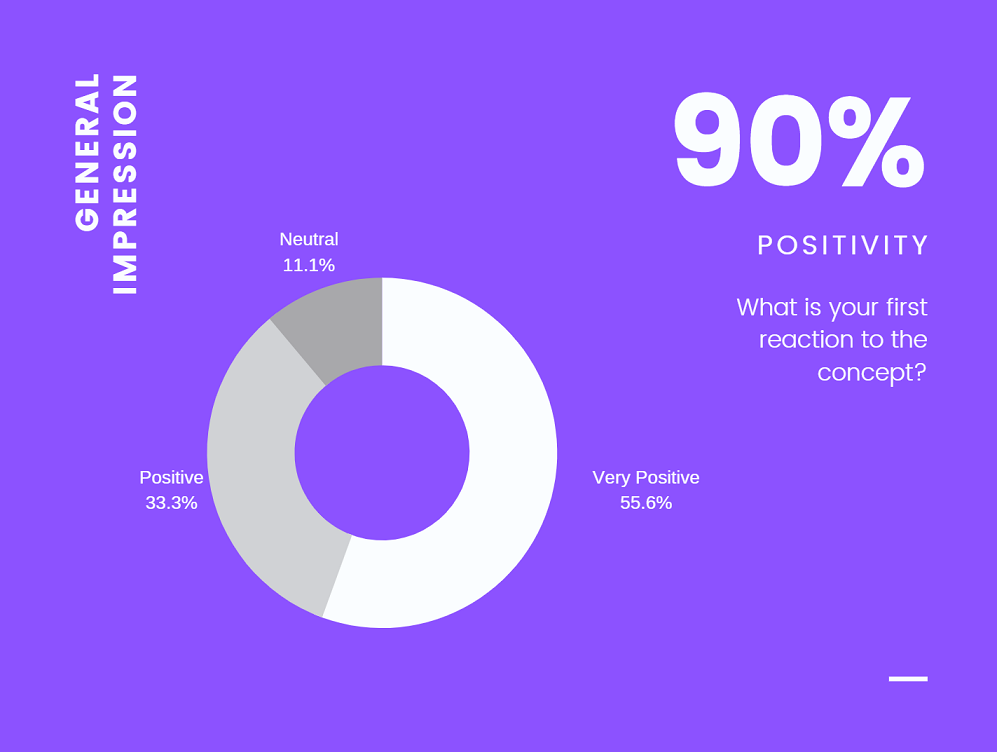 GENERAL
IMPRESSION
90%
POSITIVITY
What is your first
reaction to the
concept?
Neutral
11.1%
Positive
33.3%
Very Positive
55.6%